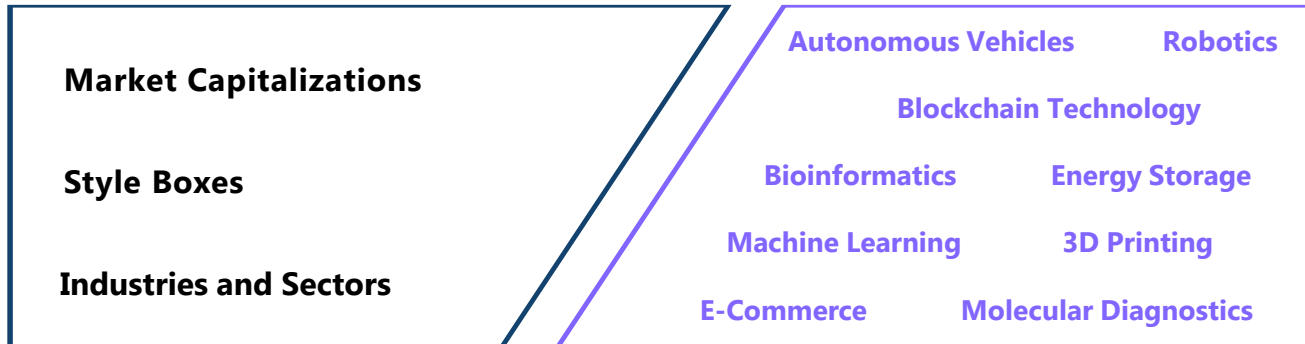 Market Capitalizations
Style Boxes
Industries and Sectors
Autonomous Vehicles Robotics
Blockchain Technology
Bioinformatics Energy Storage
Machine Learning 3D Printing
E-Commerce Molecular Diagnostics